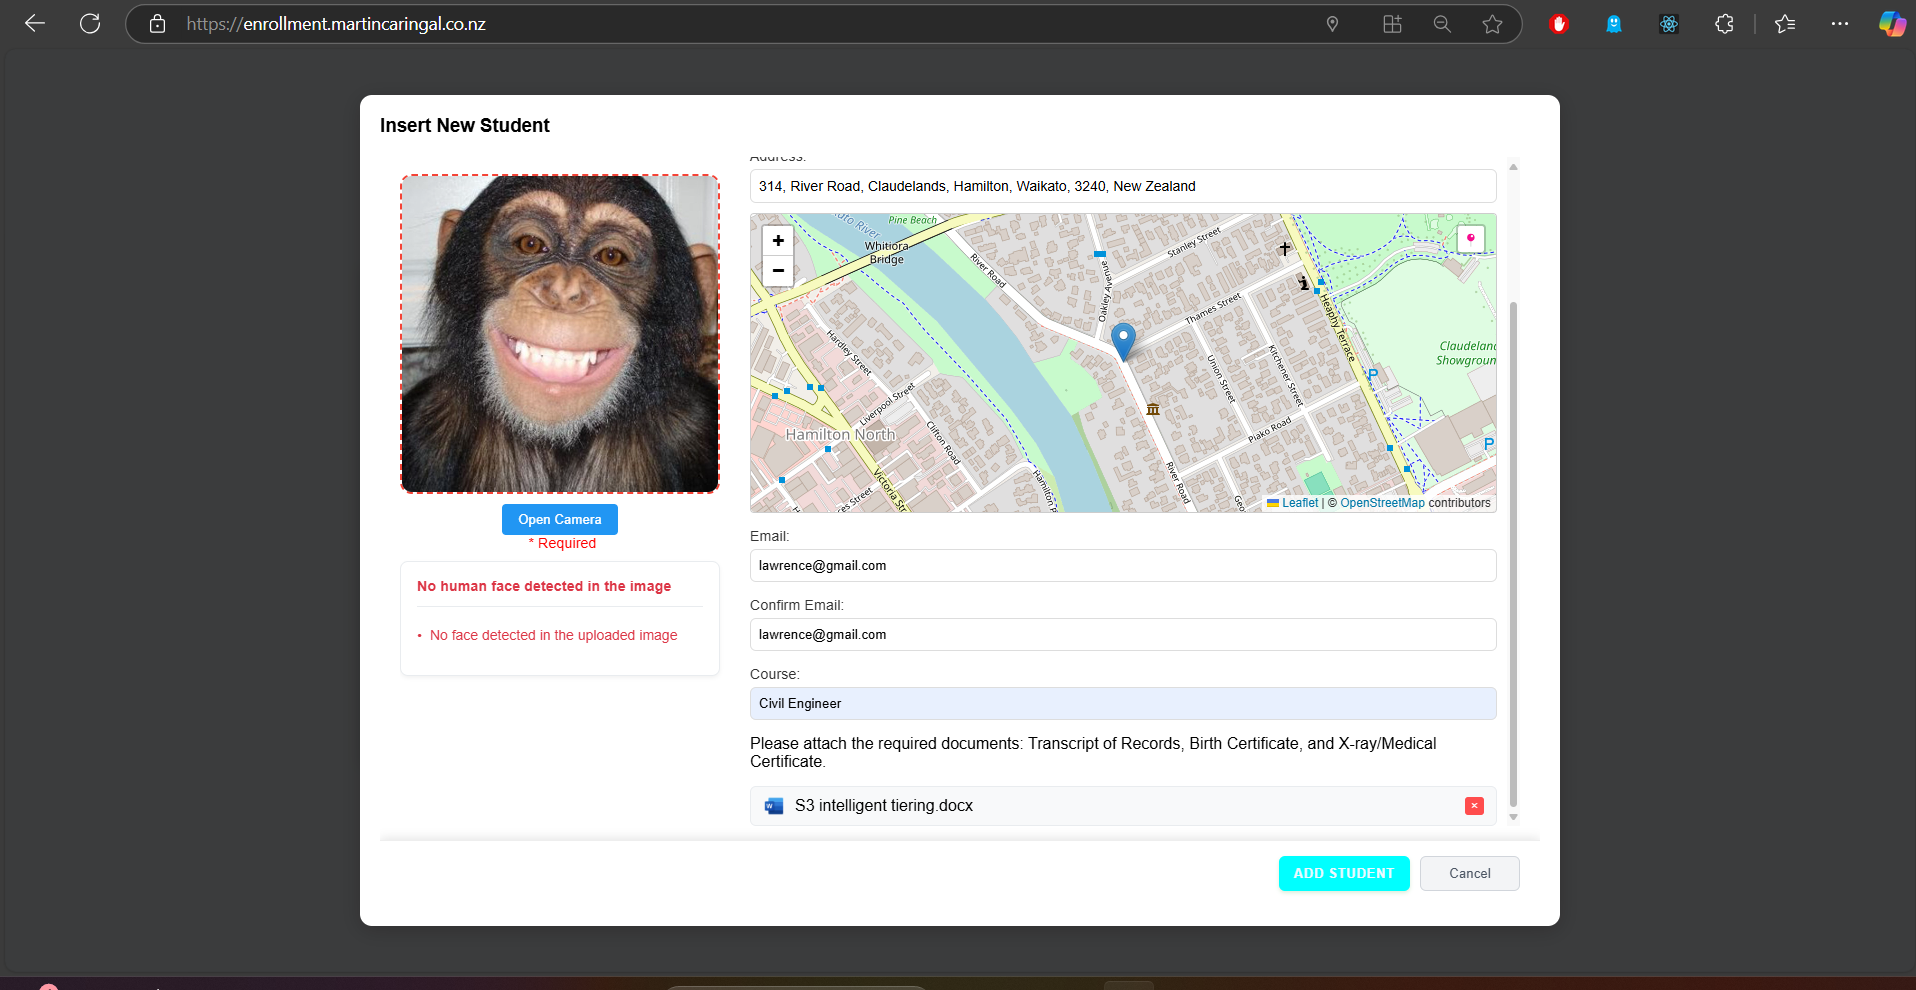 https://enrollment.martincaringal.co.nz
Insert New Student
Open Camera
* Required
No human face detected in the image
• No face detected in the uploaded image
Address:
314, River Road, Claudelands, Hamilton, Waikato, 3240, New Zealand
+
−
Pine Beach
Whitiora
Bridge
River Road
Oakley Avenue
Stanley Street
Thames Street
Heaphy Terrace
Claudeland
Showgroun
Hardley Street
Liverpool Street
Clifton Road
Hamilton North
Victoria Str
Union Street
Kitchener Street
Piako Road
River Road
P
P
Leaflet | © OpenStreetMap contributors
Email:
lawrence@gmail.com
Confirm Email:
lawrence@gmail.com
Course:
Civil Engineer
Please attach the required documents: Transcript of Records, Birth Certificate, and X-ray/Medical
Certificate.
S3 intelligent tiering.docx
ADD STUDENT
Cancel